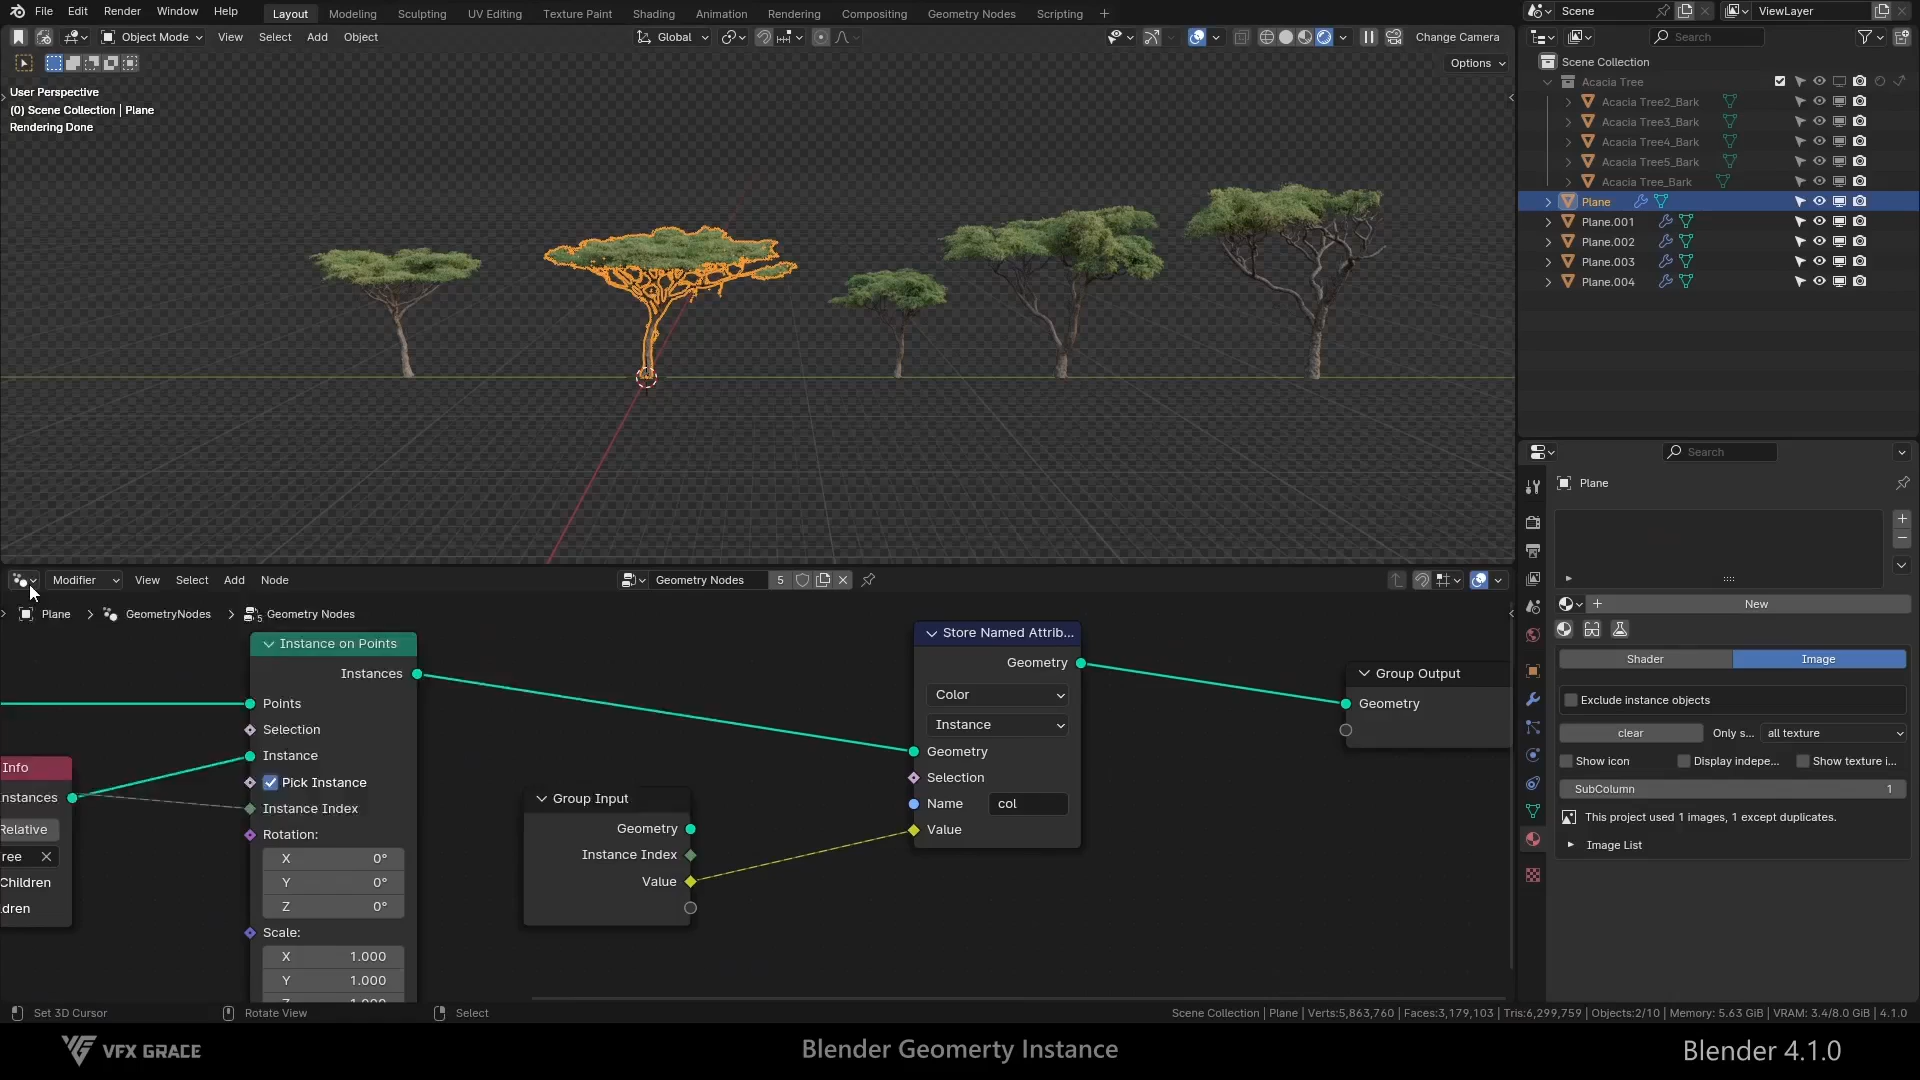 File Edit Render Window Help Layout Modeling Sculpting UV Editing Texture Paint Shading Animation Rendering Compositing Geometry Nodes Scripting + Scene ViewLayer
Object Mode View Select Add Object Global Change Camera Search
Options
User Perspective
(0) Scene Collection | Plane
Rendering Done
Scene Collection
Acacia Tree
Acacia Tree2_Bark
Acacia Tree3_Bark
Acacia Tree4_Bark
Acacia Tree5_Bark
Acacia Tree_Bark
Plane
Plane.001
Plane.002
Plane.003
Plane.004
Search
Plane
New
Shader Image
Exclude instance objects
clear Only s... all texture
Show icon Display indepe... Show texture i...
SubColumn 1
This project used 1 images, 1 except duplicates.
Image List
Modifier View Select Add Node Geometry Nodes 5
Plane > GeometryNodes > 5 Geometry Nodes
Info
nstances
Relative
ree
Children
dren
Instance on Points
Instances
Points
Selection
Instance
Pick Instance
Instance Index
Rotation:
X 0°
Y 0°
Z 0°
Scale:
X 1.000
Y 1.000
Group Input
Geometry
Instance Index
Value
Store Named Attrib...
Geometry
Color
Instance
Geometry
Selection
Name col
Value
Group Output
Geometry
Set 3D Cursor Rotate View Select Scene Collection | Plane | Verts:5,863,760 | Faces:3,179,103 | Tris:6,299,759 | Objects:2/10 | Memory: 5.63 GiB | VRAM: 3.4/8.0 GiB | 4.1.0
VFX GRACE Blender Geomerty Instance Blender 4.1.0